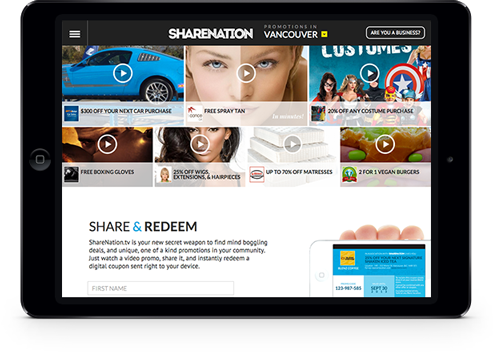 SHARENATION
PROMOTIONS IN
VANCOUVER
ARE YOU A BUSINESS?
COSTUMES
$300 OFF YOUR NEXT CAR PURCHASE
FREE SPRAY TAN
in minutes!
20% OFF ANY COSTUME PURCHASE
FREE BOXING GLOVES
25% OFF WIGS,
EXTENSIONS, & HAIRPIECES
UP TO 70% OFF MATRESSES
2 FOR 1 VEGAN BURGERS
SHARE & REDEEM
ShareNation.tv is your new secret weapon to find mind boggling
deals, and unique, one of a kind promotions in your community.
Just watch a video promo, share it, and instantly redeem a
digital coupon sent right to your device.
FIRST NAME
123-987-585
SEPT 30